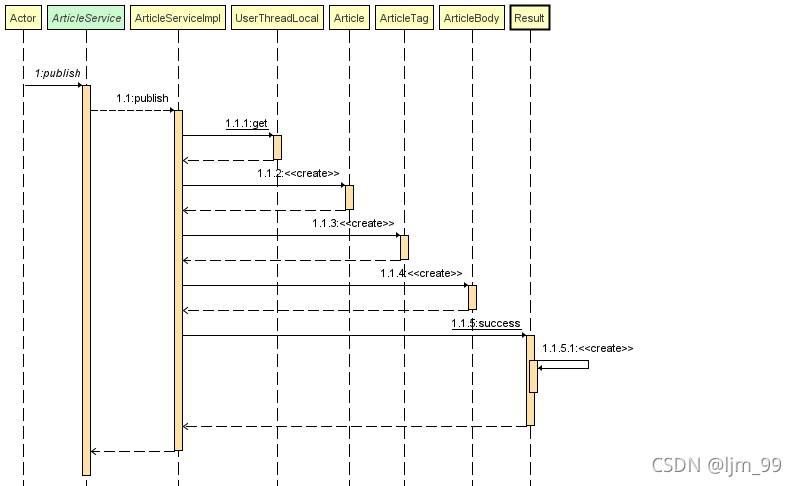 Actor ArticleService ArticleServiceImpl UserThreadLocal Article ArticleTag ArticleBody Result
1:publish
1.1:publish
1.1.1:get
1.1.2:<<create>>
1.1.3:<<create>>
1.1.4:<<create>>
1.1.5:success
1.1.5.1:<<create>>
CSDN @ljm_99